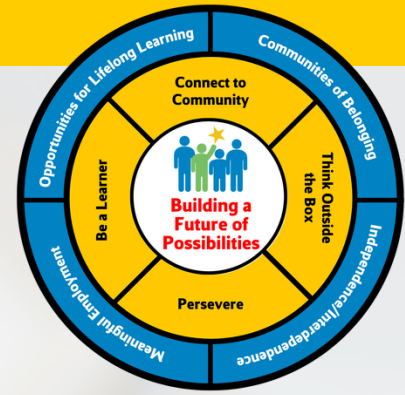 Opportunities for Lifelong Learning
Communities of Belonging
Independence/Interdependence
Meaningful Employment
Connect to
Community
Think Outside
the Box
Persevere
Be a Learner
Building a
Future of
Possibilities